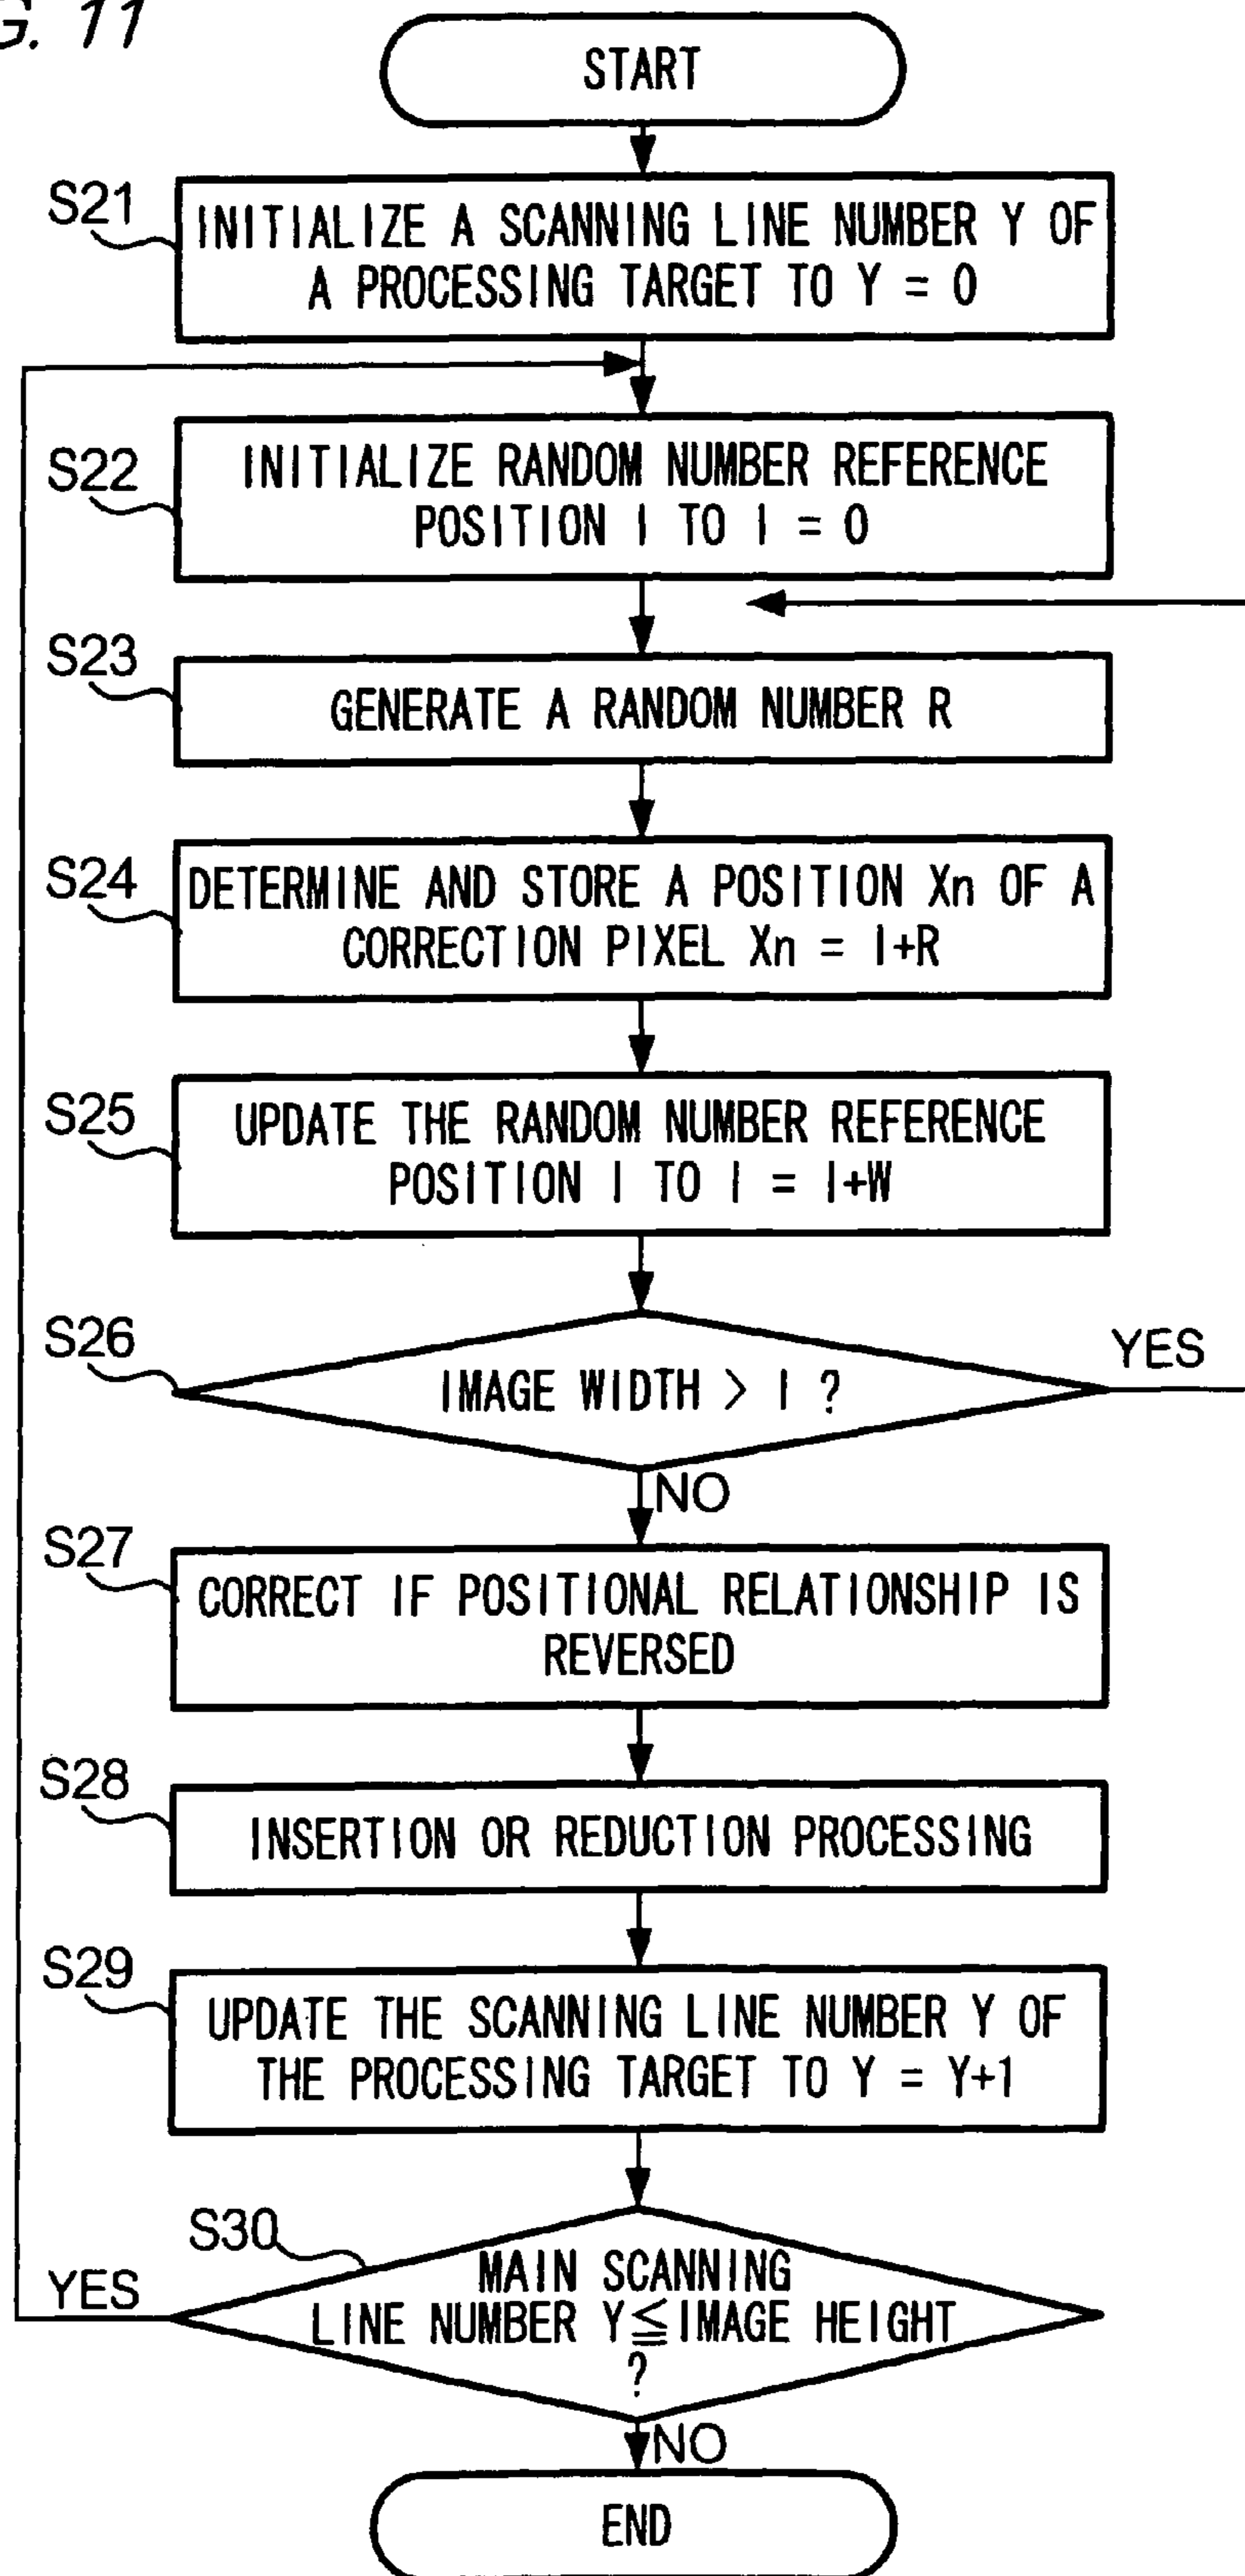 G. 11
START
S21
INITIALIZE A SCANNING LINE NUMBER Y OF
A PROCESSING TARGET TO Y = 0
S22
INITIALIZE RANDOM NUMBER REFERENCE
POSITION I TO I = 0
S23
GENERATE A RANDOM NUMBER R
S24
DETERMINE AND STORE A POSITION Xn OF A
CORRECTION PIXEL Xn = I+R
S25
UPDATE THE RANDOM NUMBER REFERENCE
POSITION I TO I = I+W
S26
IMAGE WIDTH > I ?
YES
NO
S27
CORRECT IF POSITIONAL RELATIONSHIP IS
REVERSED
S28
INSERTION OR REDUCTION PROCESSING
S29
UPDATE THE SCANNING LINE NUMBER Y OF
THE PROCESSING TARGET TO Y = Y+1
S30
MAIN SCANNING
LINE NUMBER Y≦IMAGE HEIGHT
?
YES
NO
END